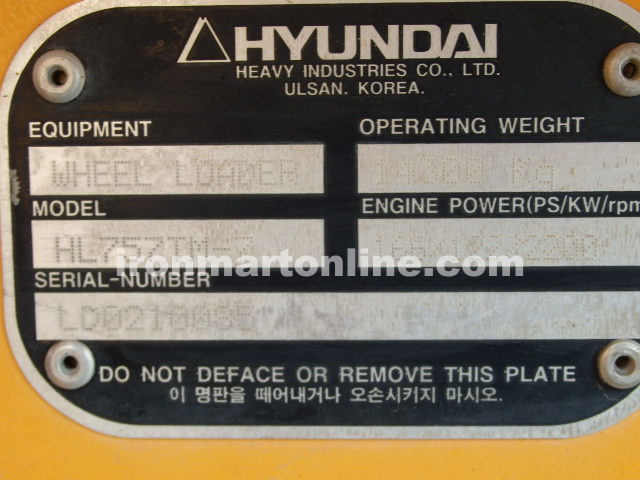 HYUNDAI
HEAVY INDUSTRIES CO., LTD.
ULSAN. KOREA.
EQUIPMENT OPERATING WEIGHT
WHEEL LOADER Kg
MODEL ENGINE POWER(PS/KW/rpm
HL757TM-7
ironmartonline.com
SERIAL-NUMBER
DO NOT DEFACE OR REMOVE THIS PLATE
이 명판을 떼어내거나 오손시키지 마시오.